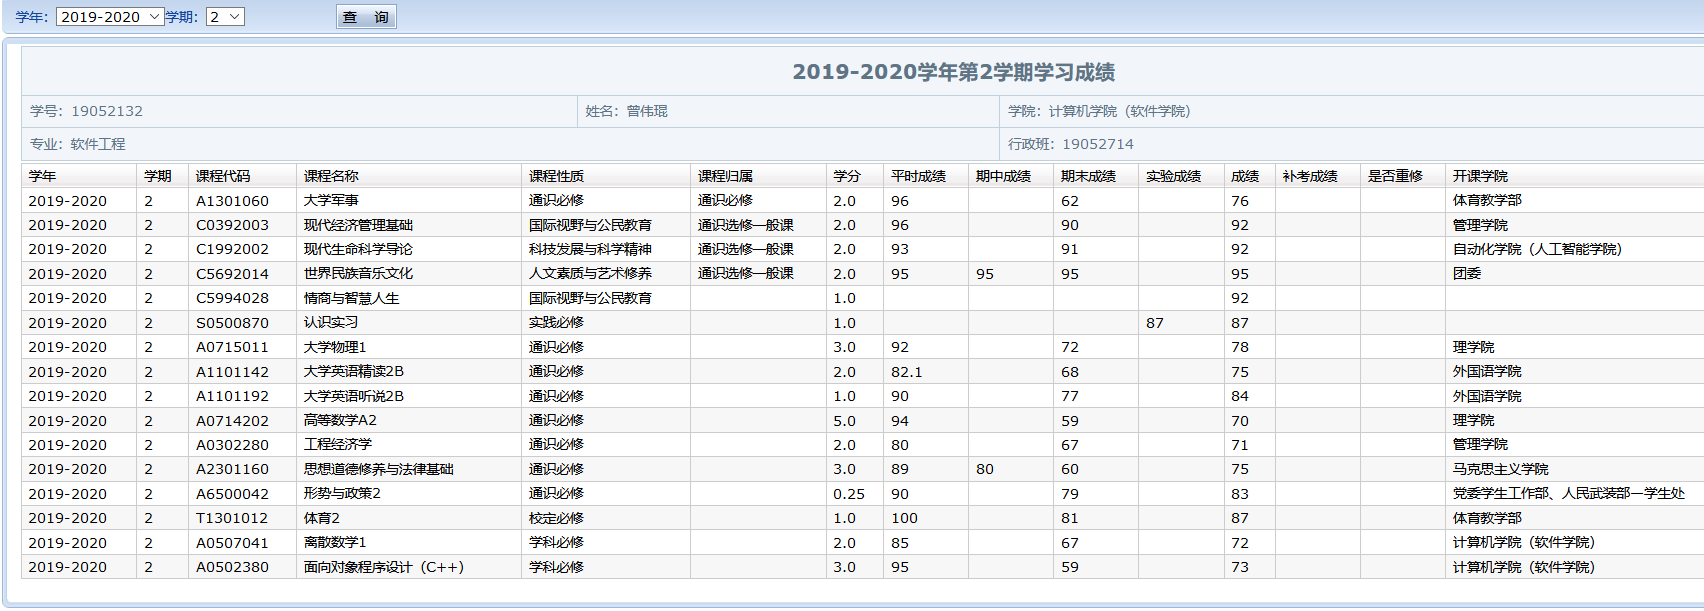 学年: 2019-2020 学期: 2 查 询
2019-2020学年第2学期学习成绩
学号: 19052132 姓名: 曾伟琨 学院: 计算机学院（软件学院）
专业: 软件工程 行政班: 19052714
学年 学期 课程代码 课程名称 课程性质 课程归属 学分 平时成绩 期中成绩 期末成绩 实验成绩 成绩 补考成绩 是否重修 开课学院
2019-2020 2 A1301060 大学军事 通识必修 通识必修 2.0 96 62 76 体育教学部
2019-2020 2 C0392003 现代经济管理基础 国际视野与公民教育 通识选修一般课 2.0 96 90 92 管理学院
2019-2020 2 C1992002 现代生命科学导论 科技发展与科学精神 通识选修一般课 2.0 93 91 92 自动化学院（人工智能学院）
2019-2020 2 C5692014 世界民族音乐文化 人文素质与艺术修养 通识选修一般课 2.0 95 95 95 95 团委
2019-2020 2 C5994028 情商与智慧人生 国际视野与公民教育 1.0 92
2019-2020 2 S0500870 认识实习 实践必修 1.0 87 87
2019-2020 2 A0715011 大学物理1 通识必修 3.0 92 72 78 理学院
2019-2020 2 A1101142 大学英语精读2B 通识必修 2.0 82.1 68 75 外国语学院
2019-2020 2 A1101192 大学英语听说2B 通识必修 1.0 90 77 84 外国语学院
2019-2020 2 A0714202 高等数学A2 通识必修 5.0 94 59 70 理学院
2019-2020 2 A0302280 工程经济学 通识必修 2.0 80 67 71 管理学院
2019-2020 2 A2301160 思想道德修养与法律基础 通识必修 3.0 89 80 60 75 马克思主义学院
2019-2020 2 A6500042 形势与政策2 通识必修 0.25 90 79 83 党委学生工作部、人民武装部一学生处
2019-2020 2 T1301012 体育2 校定必修 1.0 100 81 87 体育教学部
2019-2020 2 A0507041 离散数学1 学科必修 2.0 85 67 72 计算机学院（软件学院）
2019-2020 2 A0502380 面向对象程序设计（C++） 学科必修 3.0 95 59 73 计算机学院（软件学院）